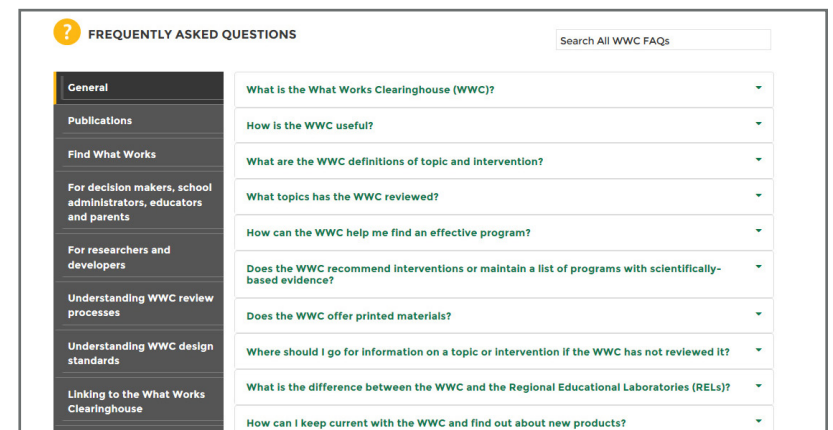 ? FREQUENTLY ASKED QUESTIONS
Search All WWC FAQs
General
Publications
Find What Works
For decision makers, school
administrators, educators
and parents
For researchers and
developers
Understanding WWC review
processes
Understanding WWC design
standards
Linking to the What Works
Clearinghouse
What is the What Works Clearinghouse (WWC)?
How is the WWC useful?
What are the WWC definitions of topic and intervention?
What topics has the WWC reviewed?
How can the WWC help me find an effective program?
Does the WWC recommend interventions or maintain a list of programs with scientifically-
based evidence?
Does the WWC offer printed materials?
Where should I go for information on a topic or intervention if the WWC has not reviewed it?
What is the difference between the WWC and the Regional Educational Laboratories (RELs)?
How can I keep current with the WWC and find out about new products?